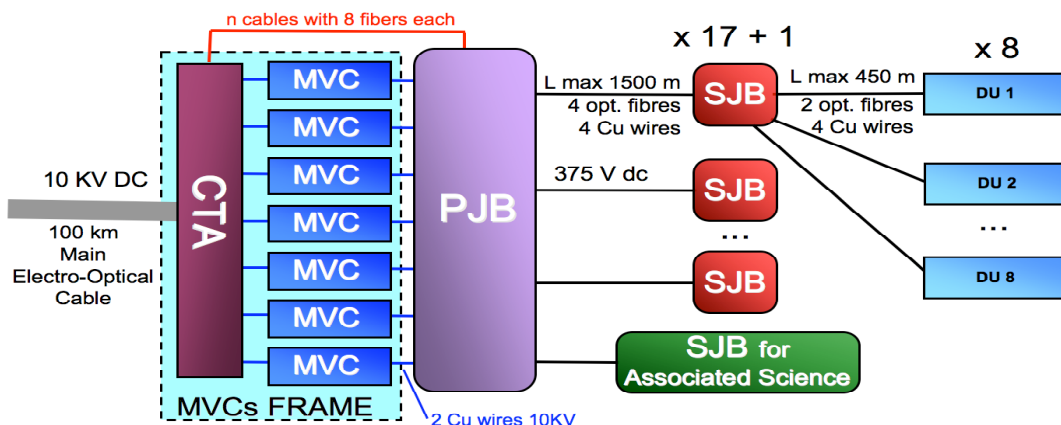 n cables with 8 fibers each
x 17 + 1
x 8
MVC
MVC
MVC
MVC
MVC
MVC
MVC
CTA
PJB
L max 1500 m
4 opt. fibres
4 Cu wires
SJB
L max 450 m
2 opt. fibres
4 Cu wires
DU 1
10 KV DC
100 km
Main
Electro-Optical
Cable
375 V dc
SJB
...
SJB
DU 2
...
DU 8
SJB for
Associated Science
MVCs FRAME
2 Cu wires 10KV